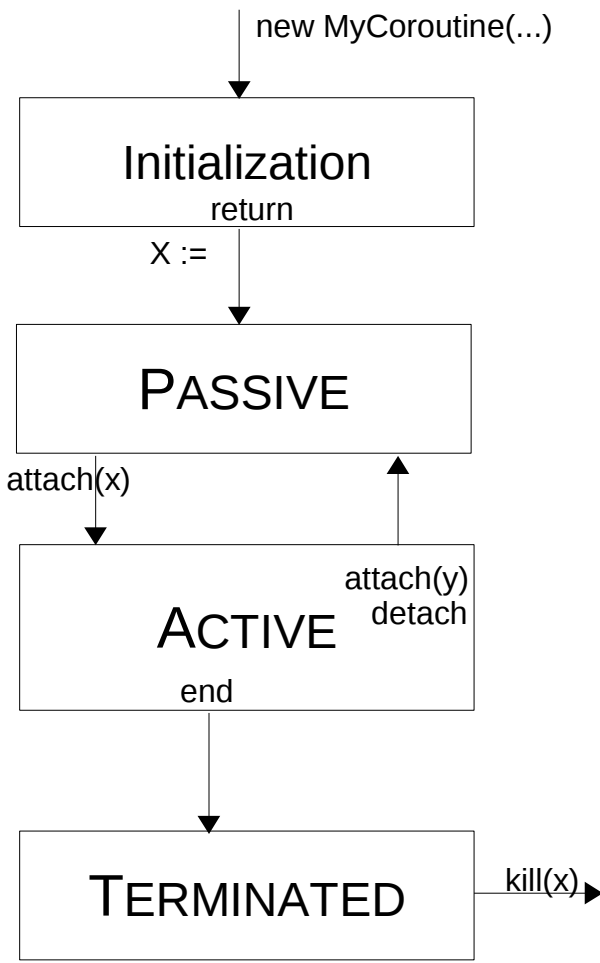 new MyCoroutine(...)
Initialization
return
X :=
PASSIVE
attach(x)
attach(y)
detach
ACTIVE
end
TERMINATED
kill(x)